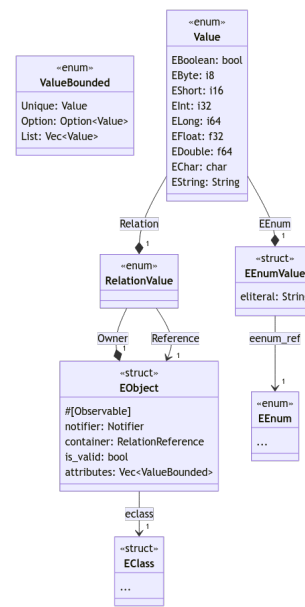 «enum»
Value
EBoolean: bool
EByte: i8
EShort: i16
EInt: i32
ELong: i64
EFloat: f32
EDouble: f64
EChar: char
EString: String
«enum»
ValueBounded
Unique: Value
Option: Option<Value>
List: Vec<Value>
Relation
1
EEnum
1
«enum»
RelationValue
«struct»
EEnumValue
eliteral: Strin
Owner
1
Reference
1
eenum_ref
1
«struct»
EObject
#[Observable]
notifier: Notifier
container: RelationReference
is_valid: bool
attributes: Vec<ValueBounded>
«enum»
EEnum
...
eclass
1
«struct»
EClass
...